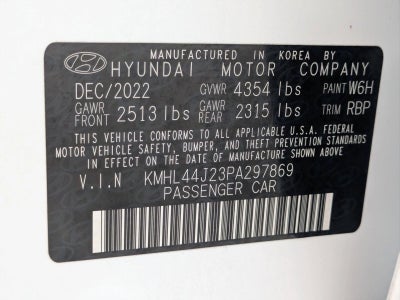 MANUFACTURED IN KOREA BY
HYUNDAI MOTOR COMPANY
DEC/2022 GVWR 4354 lbs PAINT W6H
GAWR FRONT 2513 lbs GAWR REAR 2315 lbs TRIM RBP
THIS VEHICLE CONFORMS TO ALL APPLICABLE U.S.A. FEDERAL
MOTOR VEHICLE SAFETY, BUMPER, AND THEFT PREVENTION STANDARDS
IN EFFECT ON THE DATE OF MANUFACTURE SHOWN ABOVE.
V.I.N KMHL44J23PA297869
PASSENGER CAR